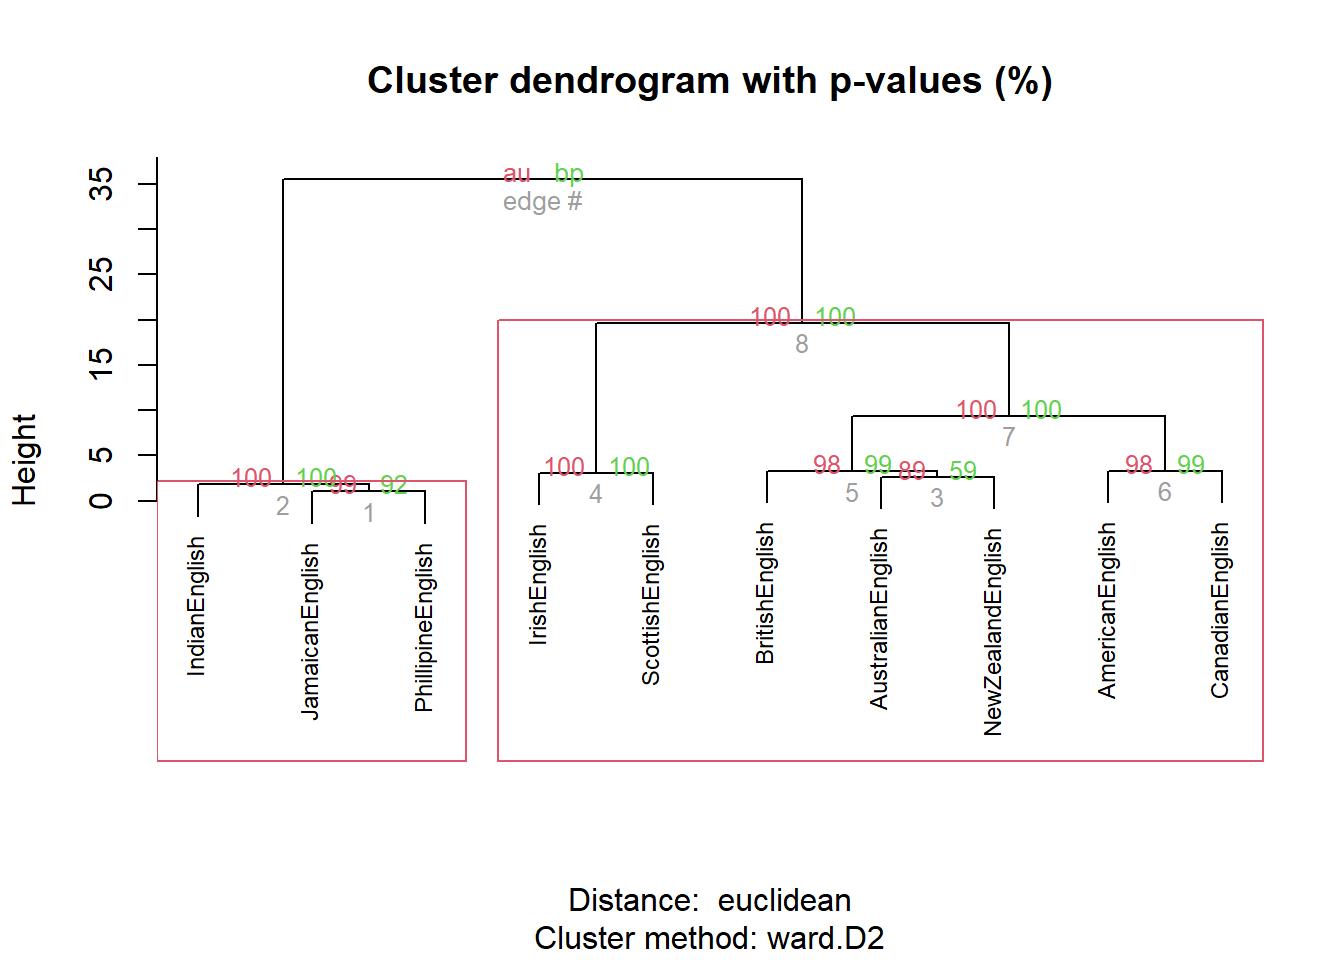 Cluster dendrogram with p-values (%)
Height
35
25
15
5
0
au bp
edge #
100 100
8
100 100
7
100 100
2
99 92
1
100 100
4
98 99
5
89 59
3
98 99
6
IndianEnglish
JamaicanEnglish
PhillipineEnglish
IrishEnglish
ScottishEnglish
BritishEnglish
AustralianEnglish
NewZealandEnglish
AmericanEnglish
CanadianEnglish
Distance: euclidean
Cluster method: ward.D2